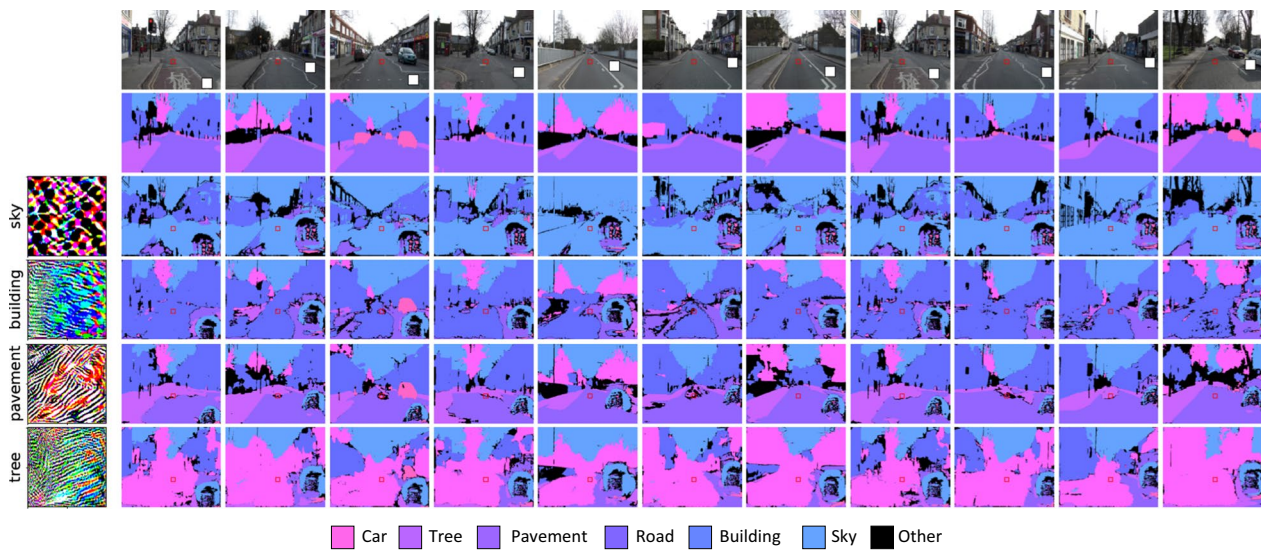 sky
building
pavement
tree
Car Tree Pavement Road Building Sky Other